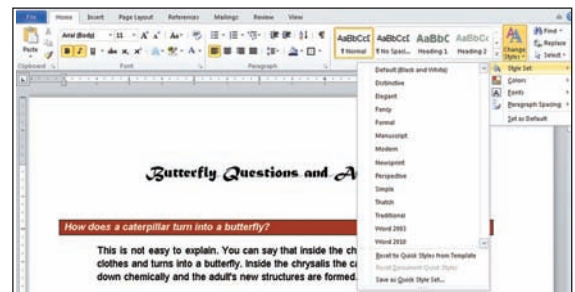 File Home Insert Page Layout References Mailings Review View
Arial (Body) 11
Paste
Clipboard Font Paragraph
AaBbCcI AaBbCcI AaBbC AaBbCc
¶ Normal ¶ No Spaci... Heading 1 Heading 2
Change Styles
Find
Replace
Select
Style Set
Colors
Fonts
Paragraph Spacing
Set as Default
Default (Black and White)
Distinctive
Elegant
Fancy
Formal
Manuscript
Modern
Newsprint
Perspective
Simple
Thatch
Traditional
Word 2003
Word 2010
Reset to Quick Styles from Template
Reset Document Quick Styles
Save as Quick Style Set...
Butterfly Questions and A
How does a caterpillar turn into a butterfly?
This is not easy to explain. You can say that inside the ch
clothes and turns into a butterfly. Inside the chrysalis the ca
down chemically and the adult's new structures are formed.